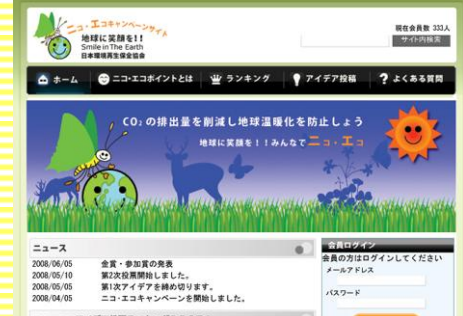 ニコ・エコキャンペーンサイト
地球に笑顔を!!
Smile in The Earth
日本環境再生保全協会
現在会員数 333人
サイト内検索
ホーム
ニコ・エコポイントとは
ランキング
アイデア投稿
よくある質問
CO₂の排出量を削減し地球温暖化を防止しよう
地球に笑顔を!!みんなでニコ・エコ
ニュース
2008/06/05 金賞・参加賞の発表
2008/05/10 第2次投票開始しました。
2008/05/05 第1次アイデアを締め切ります。
2008/04/05 ニコ・エコキャンペーンを開始しました。
会員ログイン
会員の方はログインしてください
メールアドレス
パスワード